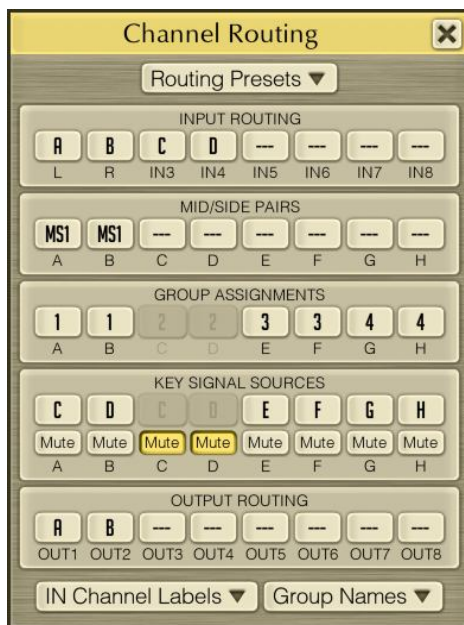 Channel Routing
Routing Presets
INPUT ROUTING
A B C D --- --- --- ---
L R IN3 IN4 IN5 IN6 IN7 IN8
MID/SIDE PAIRS
MS1 MS1 --- --- --- --- --- ---
A B C D E F G H
GROUP ASSIGNMENTS
1 1 2 2 3 3 4 4
A B C D E F G H
KEY SIGNAL SOURCES
C D C D E F G H
Mute Mute Mute Mute Mute Mute Mute Mute
A B C D E F G H
OUTPUT ROUTING
A B --- --- --- --- --- ---
OUT1 OUT2 OUT3 OUT4 OUT5 OUT6 OUT7 OUT8
IN Channel Labels Group Names